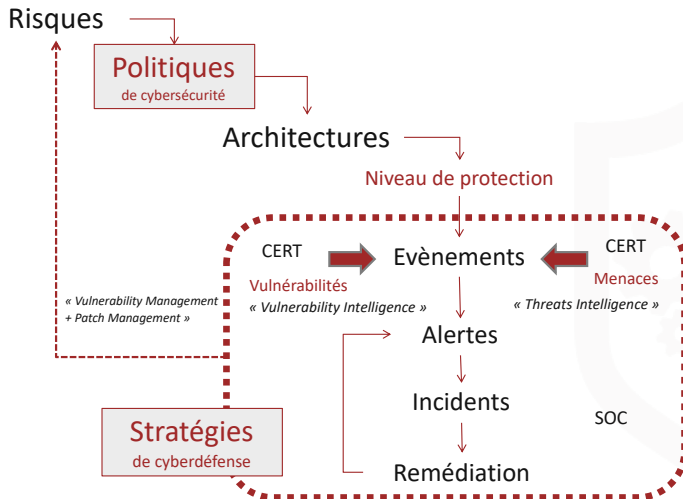 Risques
Politiques
de cybersécurité
Architectures
Niveau de protection
CERT
Evènements
CERT
Vulnérabilités
Menaces
« Vulnerability Management
+ Patch Management »
« Vulnerability Intelligence »
« Threats Intelligence »
Alertes
Incidents
SOC
Stratégies
de cyberdéfense
Remédiation